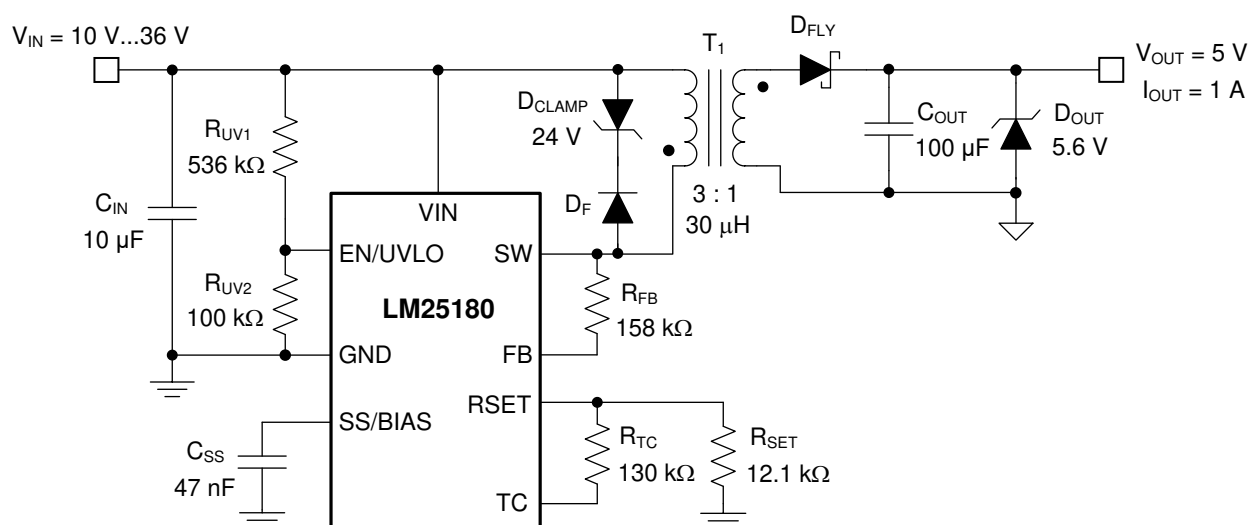 V_IN = 10 V...36 V
T₁
D_FLY
V_OUT = 5 V
I_OUT = 1 A
D_CLAMP
24 V
R_UV1
536 kΩ
C_OUT
100 µF
D_OUT
5.6 V
C_IN
10 µF
VIN
D_F
3 : 1
30 µH
EN/UVLO
SW
R_UV2
100 kΩ
LM25180
R_FB
158 kΩ
GND
FB
RSET
SS/BIAS
R_TC
130 kΩ
R_SET
12.1 kΩ
C_SS
47 nF
TC